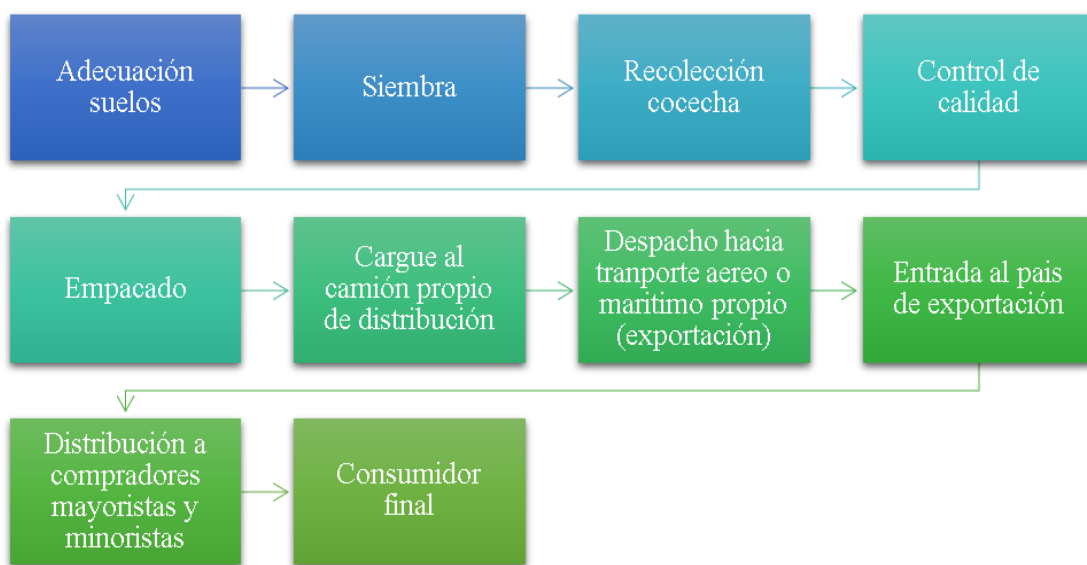 Adecuación
suelos
Siembra
Recolección
cocecha
Control de
calidad
Empacado
Cargue al
camión propio
de distribución
Despacho hacia
tranporte aereo o
maritimo propio
(exportación)
Entrada al pais
de exportación
Distribución a
compradores
mayoristas y
minoristas
Consumidor
final